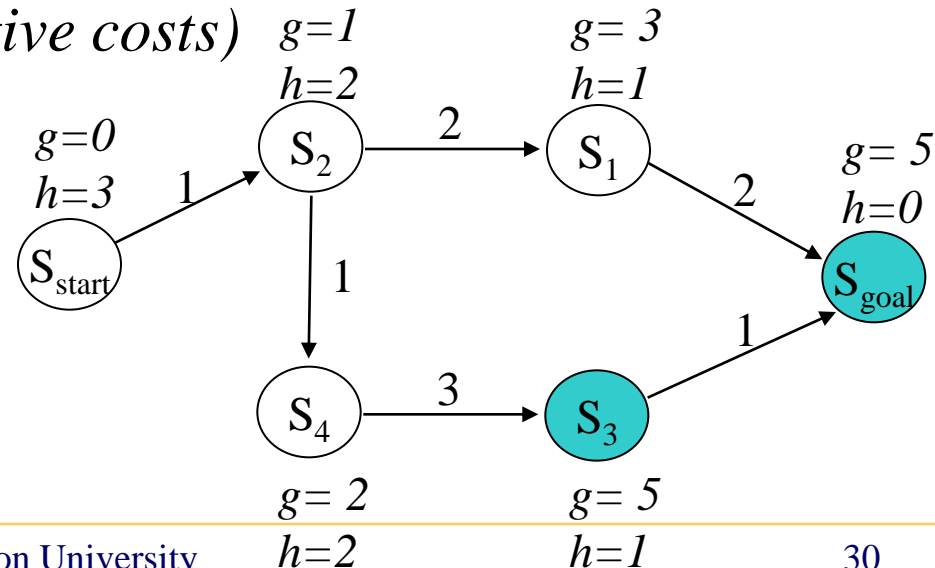 ive costs)
g=1
h=2
g= 3
h=1
g=0
h=3
1
S2
2
S1
2
g= 5
h=0
Sstart
1
Sgoal
1
S4
3
S3
g= 2
h=2
g= 5
h=1
on University
30